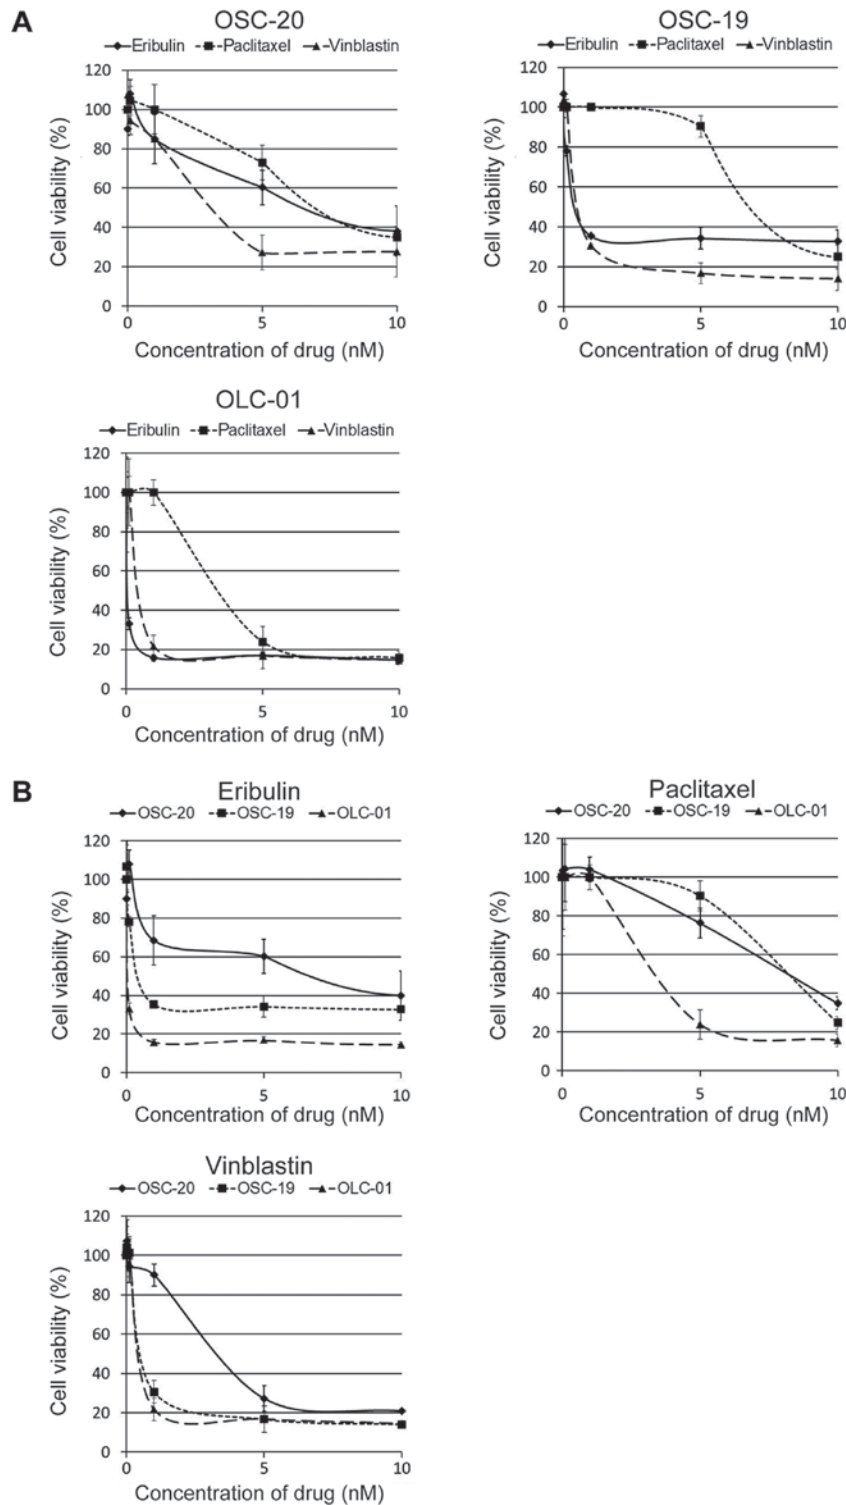 A
OSC-20
Eribulin Paclitaxel Vinblastin
120
100
80
60
40
20
0
Cell viability (%)
0 5 10
Concentration of drug (nM)
OSC-19
Eribulin Paclitaxel Vinblastin
120
100
80
60
40
20
0
Cell viability (%)
0 5 10
Concentration of drug (nM)
OLC-01
Eribulin Paclitaxel Vinblastin
120
100
80
60
40
20
0
Cell viability (%)
0 5 10
Concentration of drug (nM)
B
Eribulin
OSC-20 OSC-19 OLC-01
120
100
80
60
40
20
0
Cell viability (%)
0 5 10
Concentration of drug (nM)
Paclitaxel
OSC-20 OSC-19 OLC-01
120
100
80
60
40
20
0
Cell viability (%)
0 5 10
Concentration of drug (nM)
Vinblastin
OSC-20 OSC-19 OLC-01
120
100
80
60
40
20
0
Cell viability (%)
0 5 10
Concentration of drug (nM)